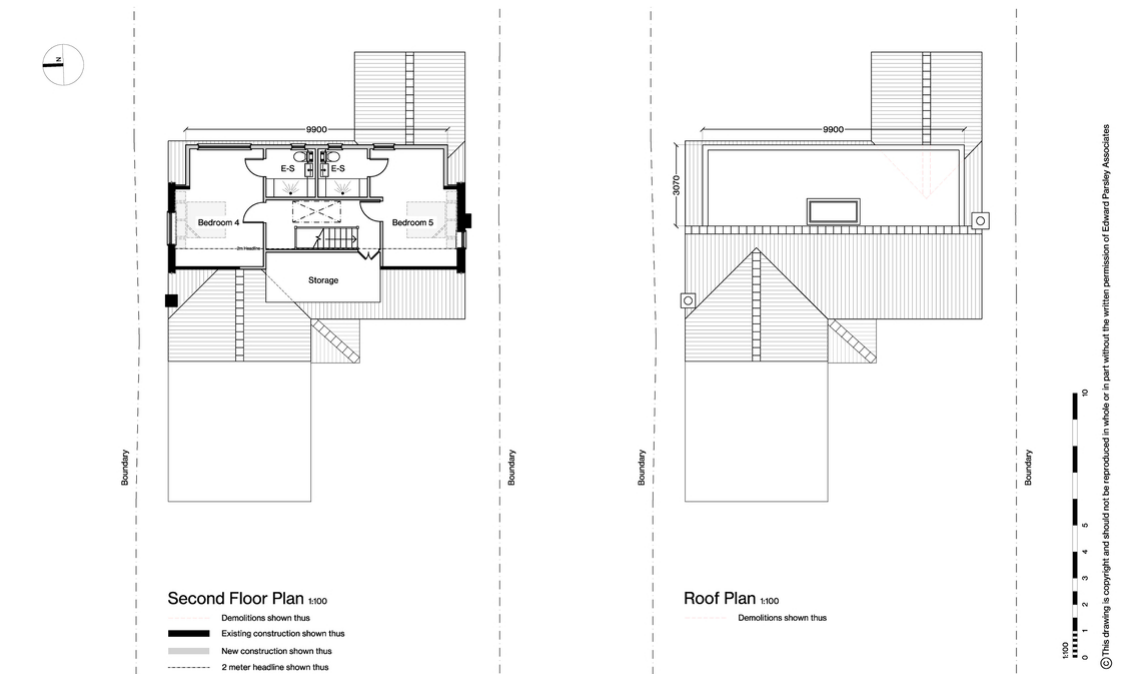 N
9900
E-S
E-S
Bedroom 4
Bedroom 5
2m headline
Storage
Boundary
Boundary
Second Floor Plan 1:100
Demolitions shown thus
Existing construction shown thus
New construction shown thus
2 meter headline shown thus
9900
3070
Boundary
Boundary
Roof Plan 1:100
Demolitions shown thus
10
5
4
3
2
1
0
1:100
©This drawing is copyright and should not be reproduced in whole or in part without the written permission of Edward Parsley Associates